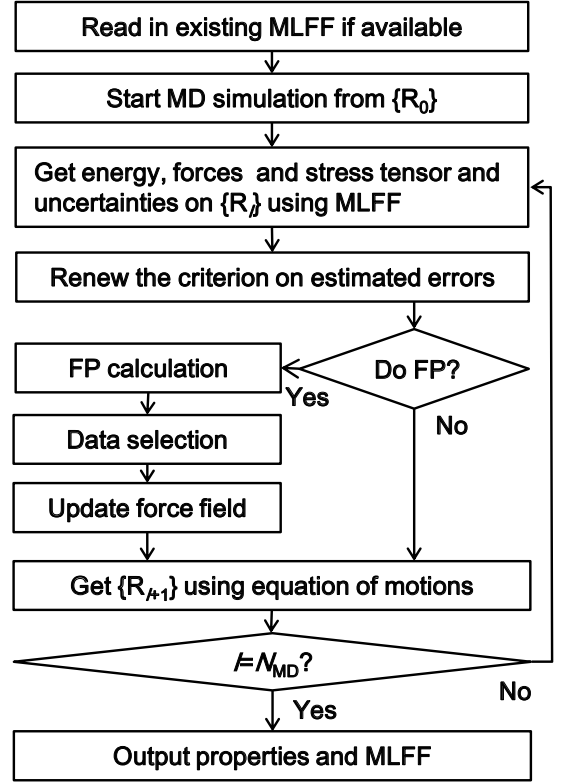 Read in existing MLFF if available
Start MD simulation from {R0}
Get energy, forces and stress tensor and
uncertainties on {Ri} using MLFF
Renew the criterion on estimated errors
Do FP?
FP calculation
Yes
No
Data selection
Update force field
Get {Ri+1} using equation of motions
I=NMD?
No
Yes
Output properties and MLFF